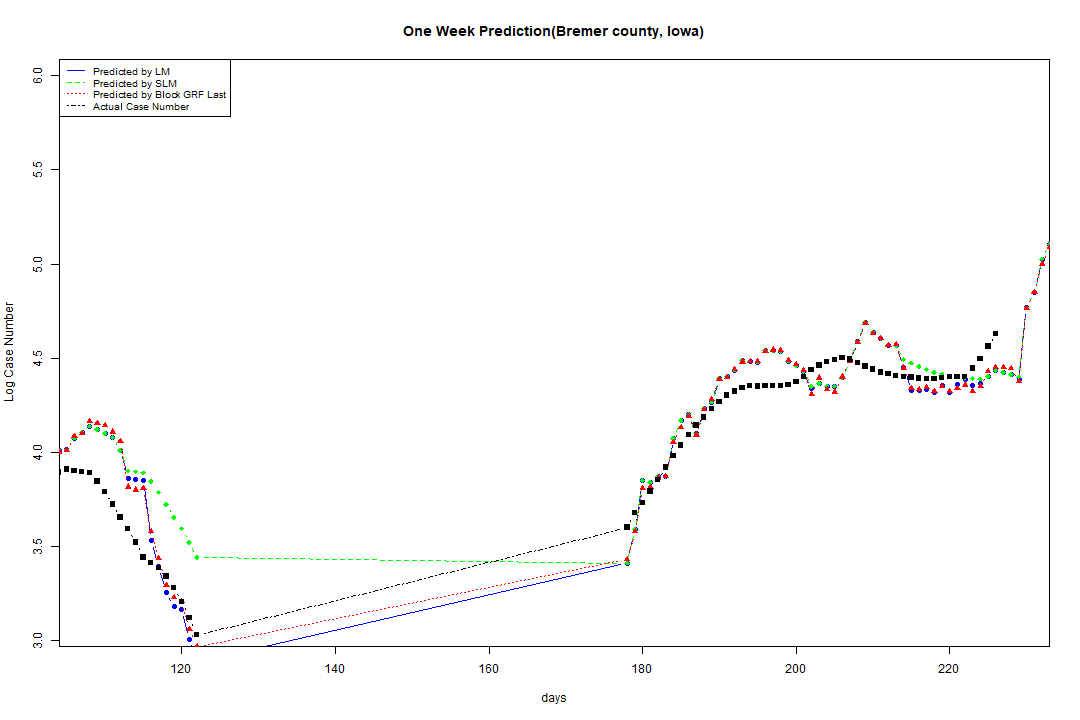 One Week Prediction(Bremer county, Iowa)
Predicted by LM
Predicted by SLM
Predicted by Block GRF Last
Actual Case Number
Log Case Number
6.0
5.5
5.0
4.5
4.0
3.5
3.0
120 140 160 180 200 220
days